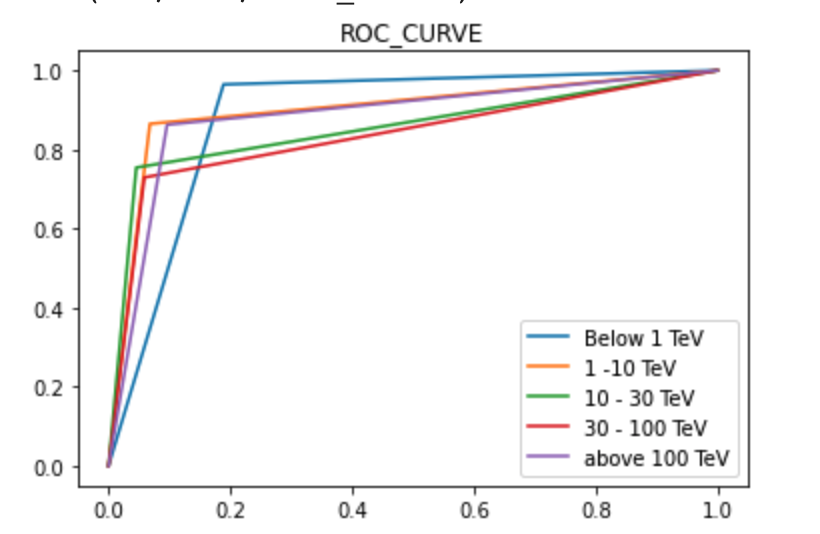 ROC_CURVE
1.0
0.8
0.6
0.4
0.2
0.0
Below 1 TeV
1 -10 TeV
10 - 30 TeV
30 - 100 TeV
above 100 TeV
0.0 0.2 0.4 0.6 0.8 1.0